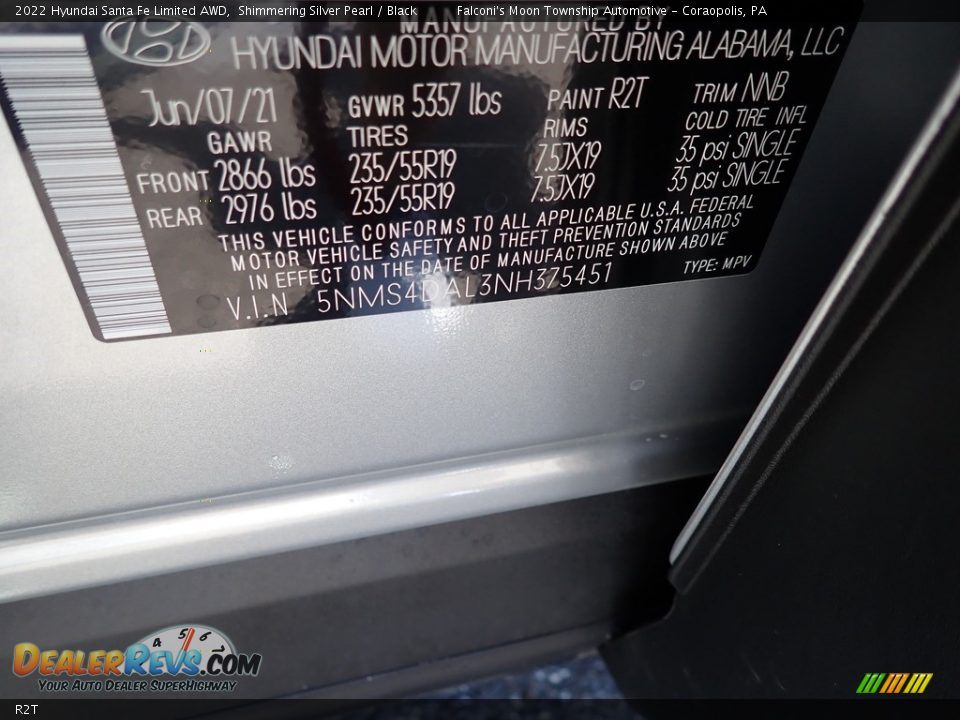 2022 Hyundai Santa Fe Limited AWD, Shimmering Silver Pearl / Black Falconi's Moon Township Automotive - Coraopolis, PA
MANUFACTURED BY
HYUNDAI MOTOR MANUFACTURING ALABAMA, LLC
Jun/07/21 GVWR 5357 lbs PAINT R2T TRIM NNB
GAWR TIRES RIMS COLD TIRE INFL
FRONT 2866 lbs 235/55R19 7.5JX19 35 psi SINGLE
REAR 2976 lbs 235/55R19 7.5JX19 35 psi SINGLE
THIS VEHICLE CONFORMS TO ALL APPLICABLE U.S.A. FEDERAL
MOTOR VEHICLE SAFETY AND THEFT PREVENTION STANDARDS
IN EFFECT ON THE DATE OF MANUFACTURE SHOWN ABOVE
V.I.N 5NMS4DAL3NH375451 TYPE: MPV
4 5 6
DEALERREVS.COM
YOUR AUTO DEALER SUPERHIGHWAY
R2T